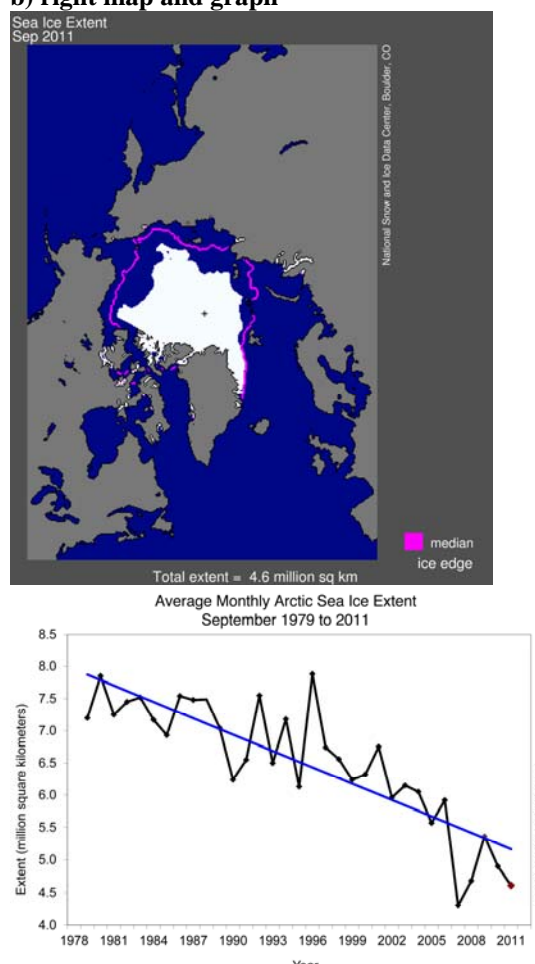 b) right map and graph
Sea Ice Extent
Sep 2011
National Snow and Ice Data Center, Boulder, CO
median
ice edge
Total extent = 4.6 million sq km
Average Monthly Arctic Sea Ice Extent
September 1979 to 2011
Extent (million square kilometers)
8.5
8.0
7.5
7.0
6.5
6.0
5.5
5.0
4.5
4.0
1978 1981 1984 1987 1990 1993 1996 1999 2002 2005 2008 2011
Year